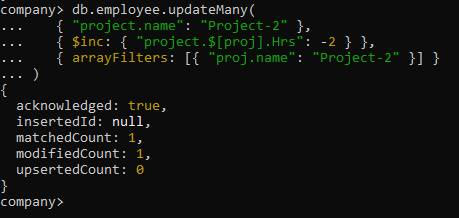 company> db.employee.updateMany(
...     { "project.name": "Project-2" },
...     { $inc: { "project.$[proj].Hrs": -2 } },
...     { arrayFilters: [{ "proj.name": "Project-2" }] }
... )
{
  acknowledged: true,
  insertedId: null,
  matchedCount: 1,
  modifiedCount: 1,
  upsertedCount: 0
}
company>